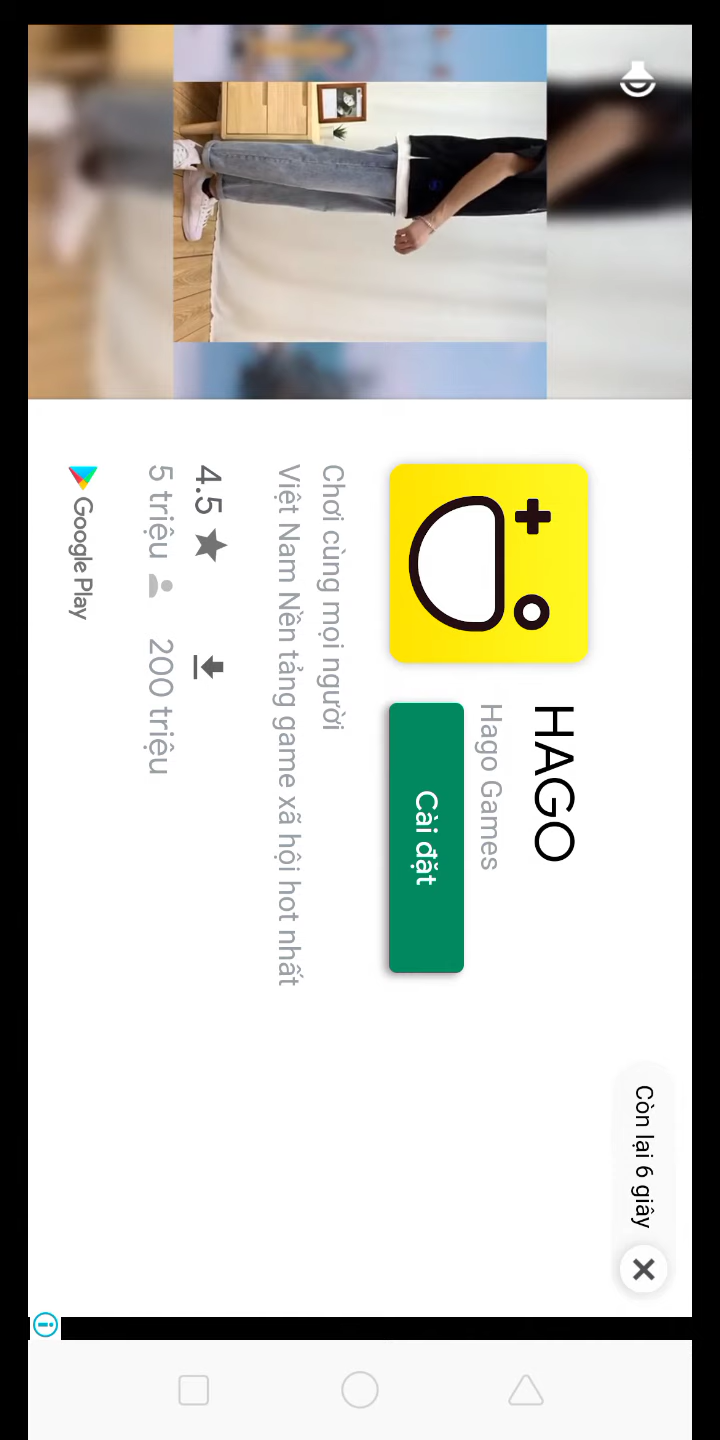 Còn lại 6 giây
HAGO
Hago Games
Cài đặt
Chơi cùng mọi người
Việt Nam Nền tảng game xã hội hot nhất
4.5
5 triệu
200 triệu
Google Play